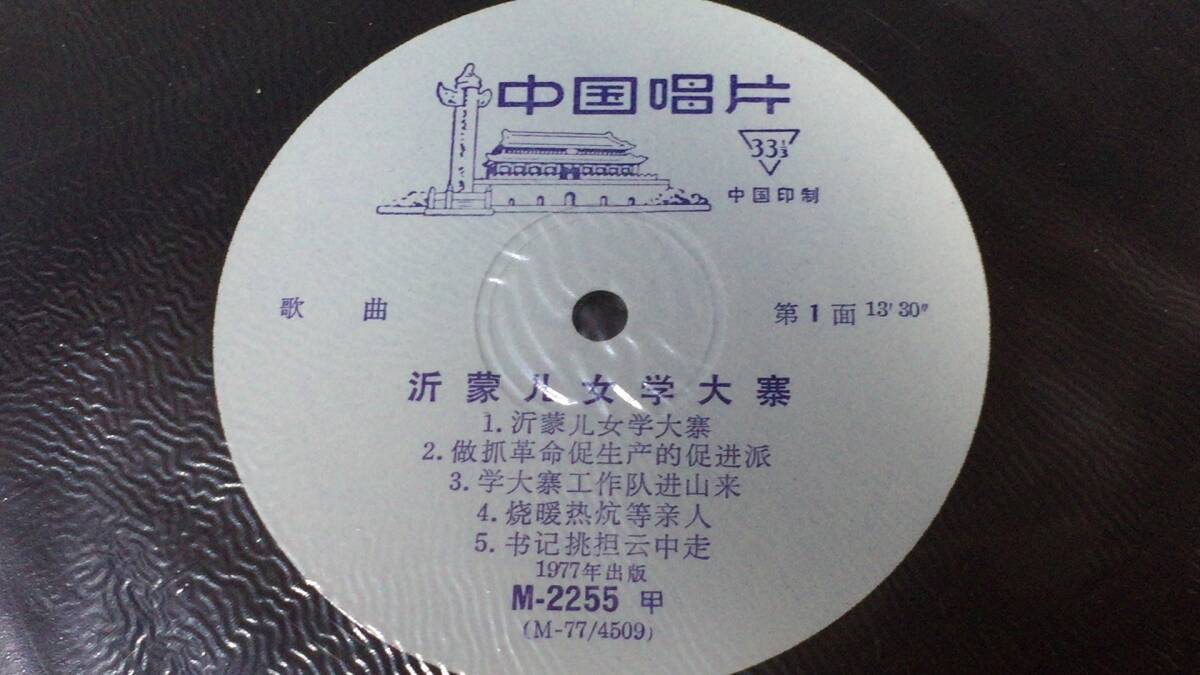 中国唱片
33⅓
中国印制
歌 曲
第1面 13′30″
沂蒙儿女学大寨
1.沂蒙儿女学大寨
2.做抓革命促生产的促进派
3.学大寨工作队进山来
4.烧暖热炕等亲人
5.书记挑担云中走
1977年出版
M-2255 甲
(M-77/4509)